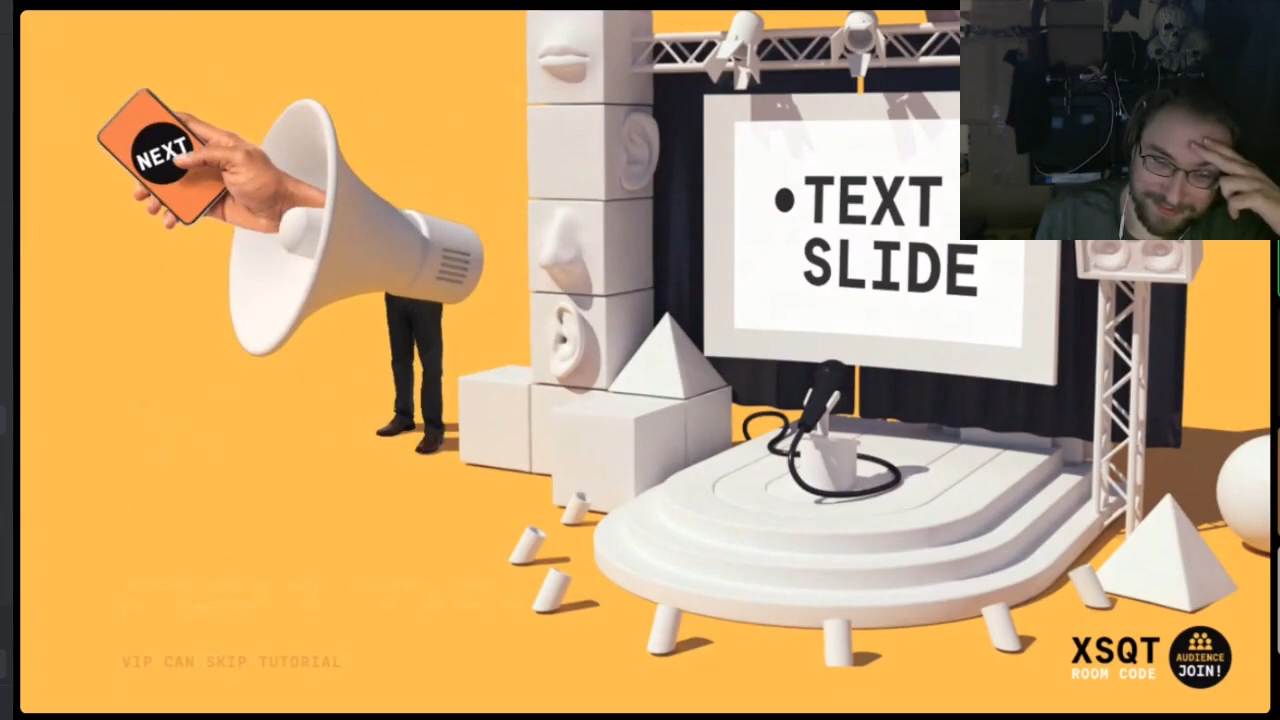 NEXT
•TEXT
SLIDE
VIP CAN SKIP TUTORIAL
XSQT
ROOM CODE
AUDIENCE
JOIN!